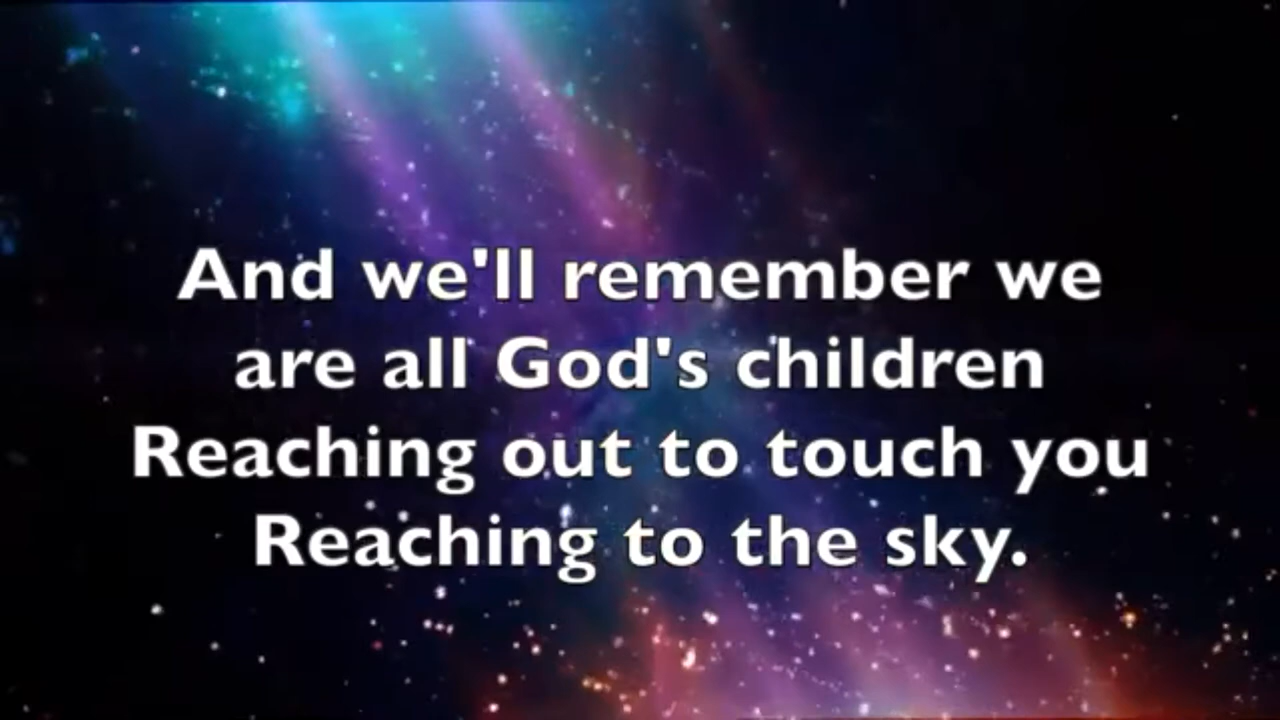 And we'll remember we
are all God's children
Reaching out to touch you
Reaching to the sky.